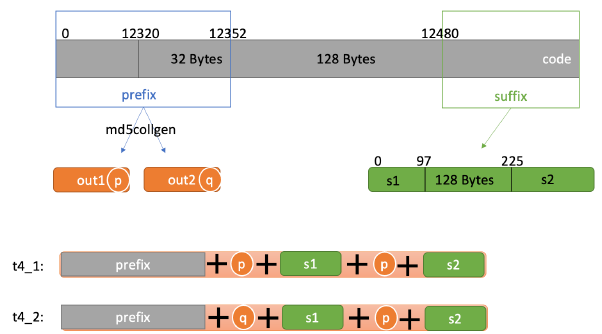 0 12320 12352 12480
32 Bytes 128 Bytes code
prefix suffix
md5collgen
0 97 225
out1 p out2 q s1 128 Bytes s2
t4_1: prefix + p + s1 + p + s2
t4_2: prefix + q + s1 + p + s2